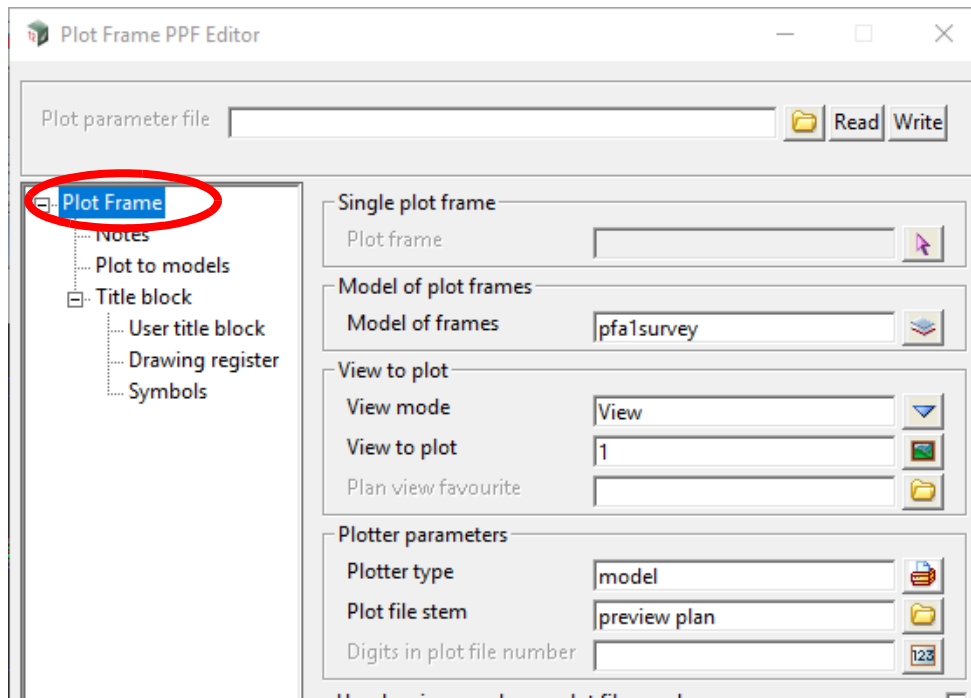 Plot Frame PPF Editor
Plot parameter file Read Write
Plot Frame
Notes
Plot to models
Title block
User title block
Drawing register
Symbols
Single plot frame
Plot frame
Model of plot frames
Model of frames pfa1survey
View to plot
View mode View
View to plot 1
Plan view favourite
Plotter parameters
Plotter type model
Plot file stem preview plan
Digits in plot file number 123